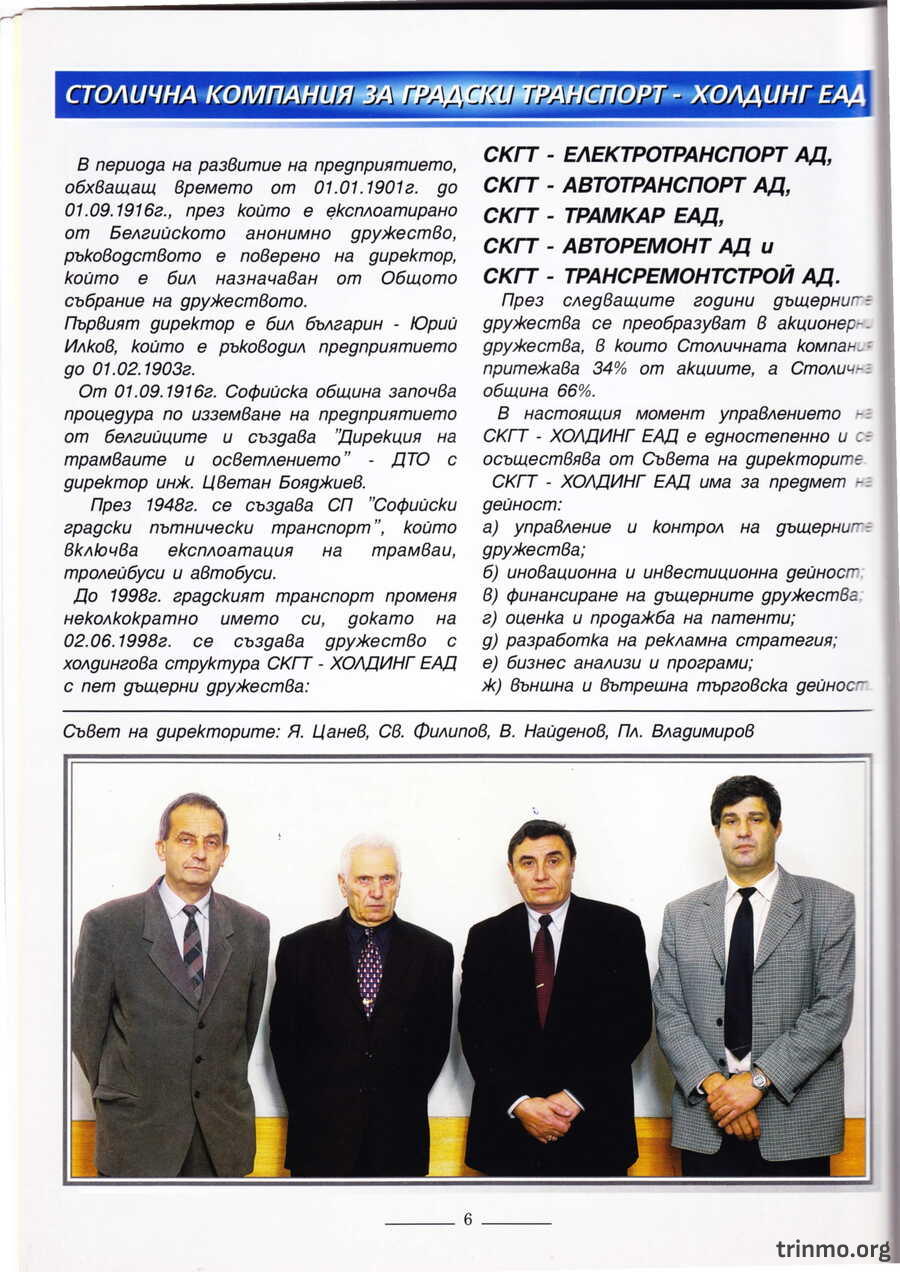 СТОЛИЧНА КОМПАНИЯ ЗА ГРАДСКИ ТРАНСПОРТ - ХОЛДИНГ ЕАД
В периода на развитие на предприятието,
обхващащ времето от 01.01.1901г. до
01.09.1916г., през който е експлоатирано
от Белгийското анонимно дружество,
ръководството е поверено на директор,
който е бил назначаван от Общото
събрание на дружеството.
Първият директор е бил българин - Юрий
Илков, който е ръководил предприятието
до 01.02.1903г.
От 01.09.1916г. Софийска община започва
процедура по изземване на предприятието
от белгийците и създава "Дирекция на
трамваите и осветлението" - ДТО с
директор инж. Цветан Бояджиев.
През 1948г. се създава СП "Софийски
градски пътнически транспорт", който
включва експлоатация на трамваи,
тролейбуси и автобуси.
До 1998г. градският транспорт променя
неколкократно името си, докато на
02.06.1998г. се създава дружество с
холдингова структура СКГТ - ХОЛДИНГ ЕАД
с пет дъщерни дружества:
СКГТ - ЕЛЕКТРОТРАНСПОРТ АД,
СКГТ - АВТОТРАНСПОРТ АД,
СКГТ - ТРАМКАР ЕАД,
СКГТ - АВТОРЕМОНТ АД и
СКГТ - ТРАНСРЕМОНТСТРОЙ АД.
През следващите години дъщерните
дружества се преобразуват в акционерни
дружества, в които Столичната компания
притежава 34% от акциите, а Столична
община 66%.
В настоящия момент управлението на
СКГТ - ХОЛДИНГ ЕАД е едностепенно и се
осъществява от Съвета на директорите.
СКГТ - ХОЛДИНГ ЕАД има за предмет на
дейност:
а) управление и контрол на дъщерните
дружества;
б) иновационна и инвестиционна дейност;
в) финансиране на дъщерните дружества;
г) оценка и продажба на патенти;
д) разработка на рекламна стратегия;
е) бизнес анализи и програми;
ж) външна и вътрешна търговска дейност.
Съвет на директорите: Я. Цанев, Св. Филипов, В. Найденов, Пл. Владимиров
6
trinmo.org